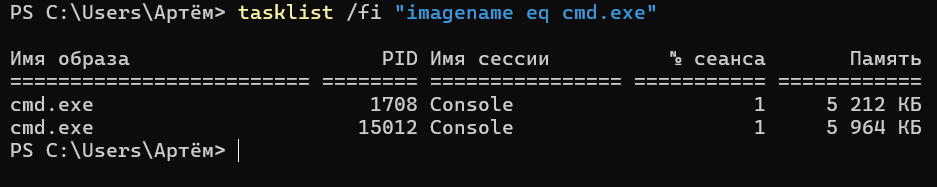 PS C:\Users\Артём> tasklist /fi "imagename eq cmd.exe"
Имя образа                     PID Имя сессии          № сеанса       Память
========================= ======== ================ =========== ============
cmd.exe                       1708 Console                    1     5 212 КБ
cmd.exe                      15012 Console                    1     5 964 КБ
PS C:\Users\Артём>